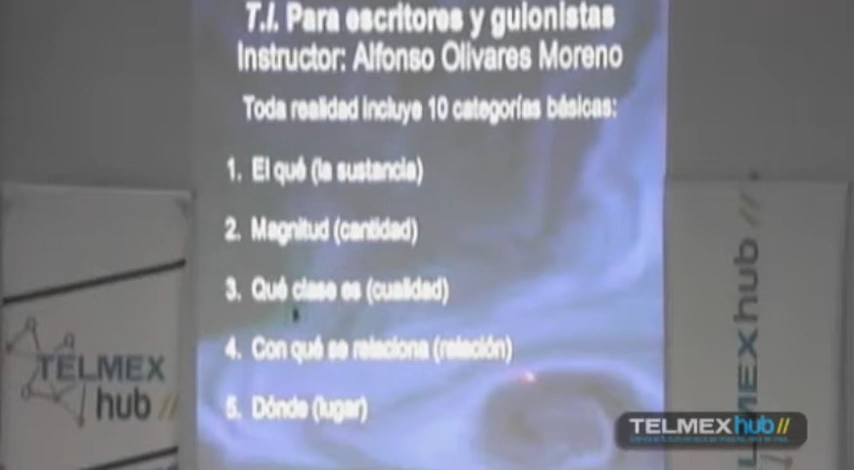 T.I. Para escritores y guionistas
Instructor: Alfonso Olivares Moreno
Toda realidad incluye 10 categorías básicas:
1. El qué (la sustancia)
2. Magnitud (cantidad)
3. Qué clase es (cualidad)
4. Con qué se relaciona (relación)
5. Dónde (lugar)
TELMEX
hub //
TELMEX hub //
TELMEXhub//